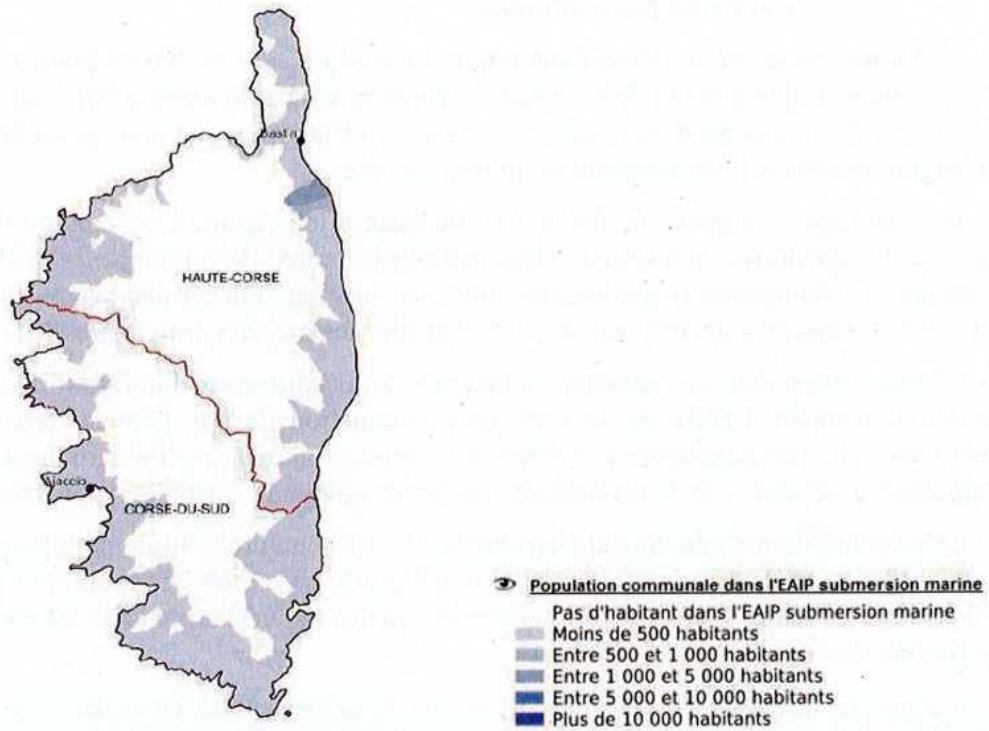 Bastia
HAUTE-CORSE
Ajaccio
CORSE-DU-SUD
Population communale dans l'EAIP submersion marine
Pas d'habitant dans l'EAIP submersion marine
Moins de 500 habitants
Entre 500 et 1 000 habitants
Entre 1 000 et 5 000 habitants
Entre 5 000 et 10 000 habitants
Plus de 10 000 habitants